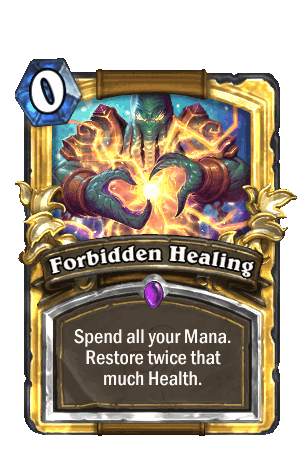 0
Forbidden Healing
Spend all your Mana.
Restore twice that
much Health.